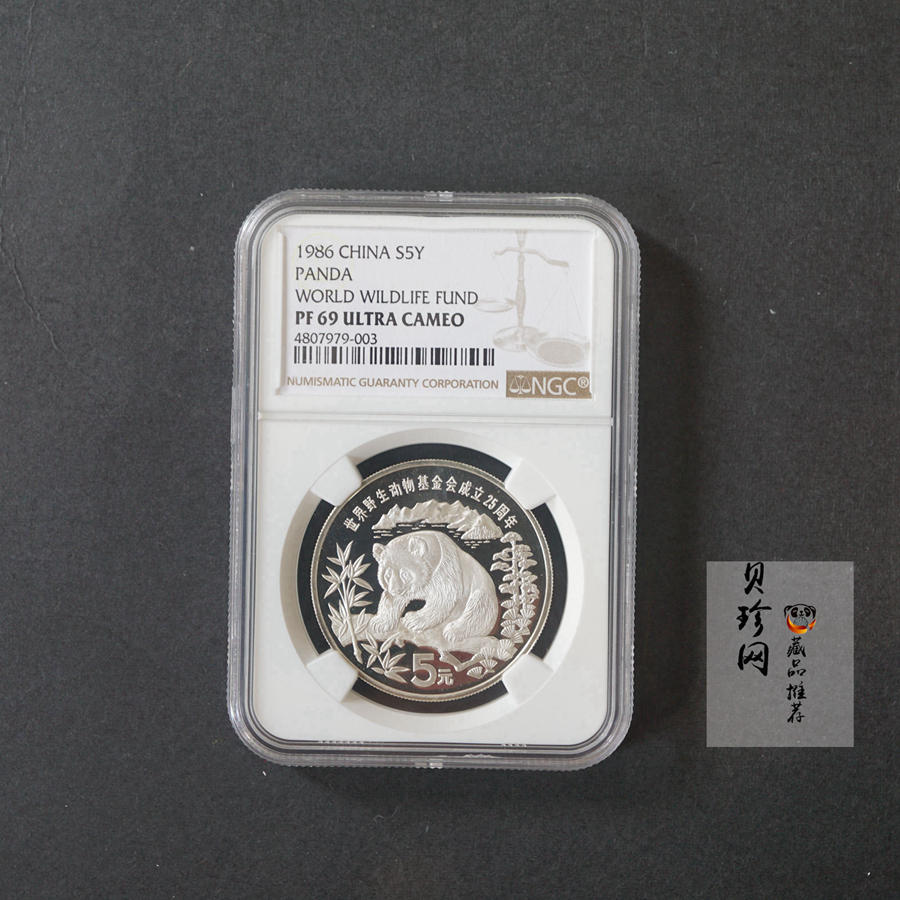 1986 CHINA S5Y
PANDA
WORLD WILDLIFE FUND
PF 69 ULTRA CAMEO
4807979-003
NUMISMATIC GUARANTY CORPORATION
NGC®
世界野生动物基金会成立25周年
5元
贝珍网
藏品推荐